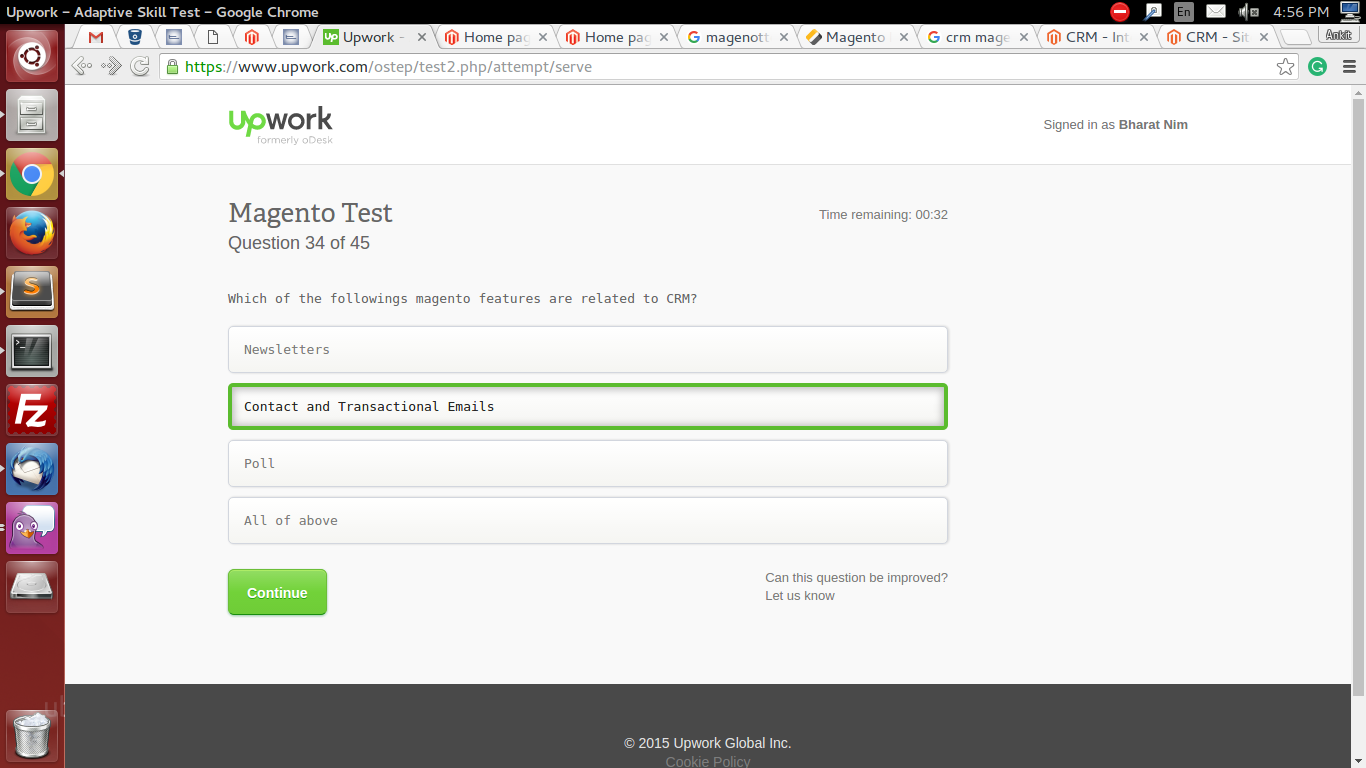 Upwork – Adaptive Skill Test – Google Chrome
En
4:56 PM
Upwork -
Home pag
Home pag
magenott
Magento
crm mage
CRM - Int
CRM - Sit
Ankit
https://www.upwork.com/ostep/test2.php/attempt/serve
upwork
formerly oDesk
Signed in as Bharat Nim
Magento Test
Time remaining: 00:32
Question 34 of 45
Which of the followings magento features are related to CRM?
Newsletters
Contact and Transactional Emails
Poll
All of above
Continue
Can this question be improved?
Let us know
© 2015 Upwork Global Inc.
Cookie Policy